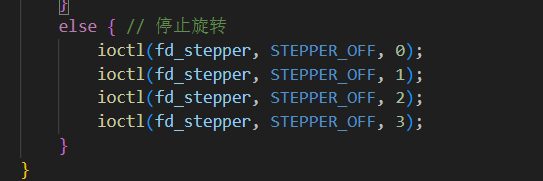 }
else { // 停止旋转
ioctl(fd_stepper, STEPPER_OFF, 0);
ioctl(fd_stepper, STEPPER_OFF, 1);
ioctl(fd_stepper, STEPPER_OFF, 2);
ioctl(fd_stepper, STEPPER_OFF, 3);
}
}